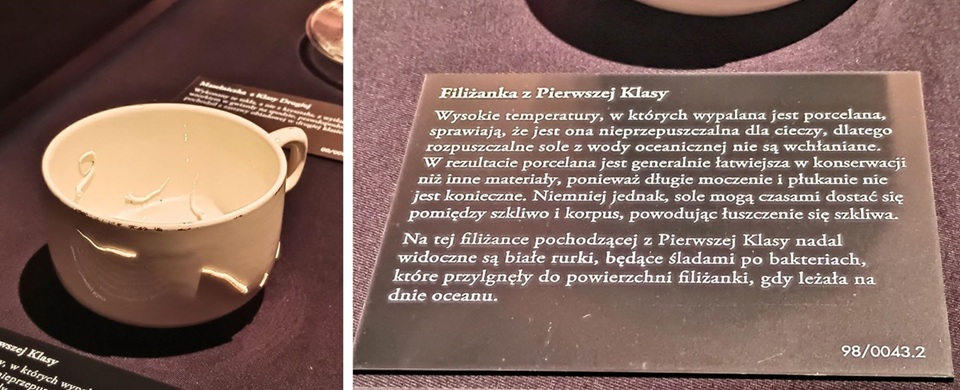 Muszelniczka z Klasy Drugiej
wszej Klasy
w, w których wypal
Filiżanka z Pierwszej Klasy
Wysokie temperatury, w których wypalana jest porcelana,
sprawiają, że jest ona nieprzepuszczalna dla cieczy, dlatego
rozpuszczalne sole z wody oceanicznej nie są wchłaniane.
W rezultacie porcelana jest generalnie łatwiejsza w konserwacji
niż inne materiały, ponieważ długie moczenie i płukanie nie
jest konieczne. Niemniej jednak, sole mogą czasami dostać się
pomiędzy szkliwo i korpus, powodując łuszczenie się szkliwa.
Na tej filiżance pochodzącej z Pierwszej Klasy nadal
widoczne są białe rurki, będące śladami po bakteriach,
które przylgnęły do powierzchni filiżanki, gdy leżała na
dnie oceanu.
98/0043.2